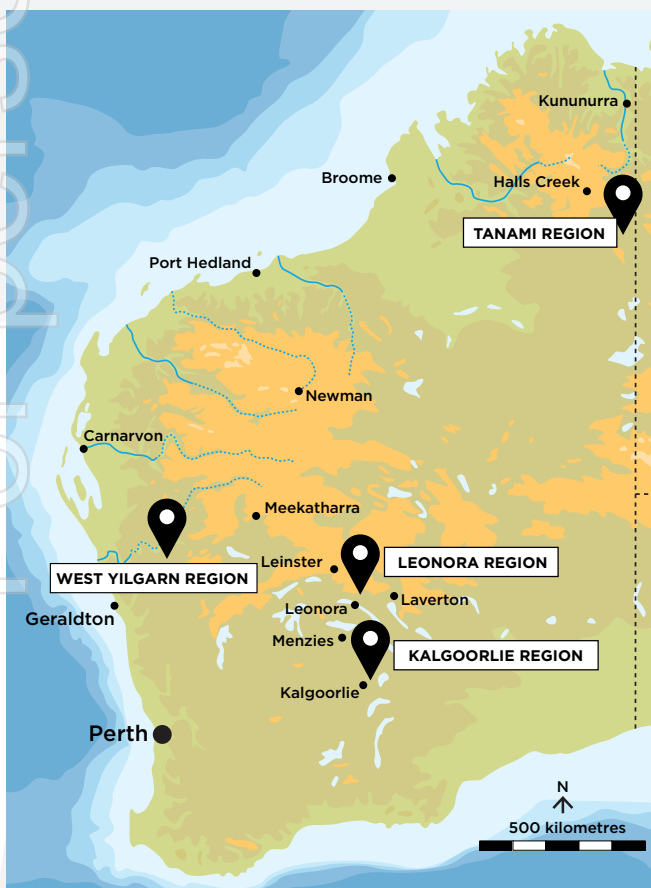 Kununurra
Broome
Halls Creek
TANAMI REGION
Port Hedland
Newman
Carnarvon
Meekatharra
Leinster
LEONORA REGION
WEST YILGARN REGION
Laverton
Leonora
Geraldton
Menzies
KALGOORLIE REGION
Kalgoorlie
Perth
N
500 kilometres